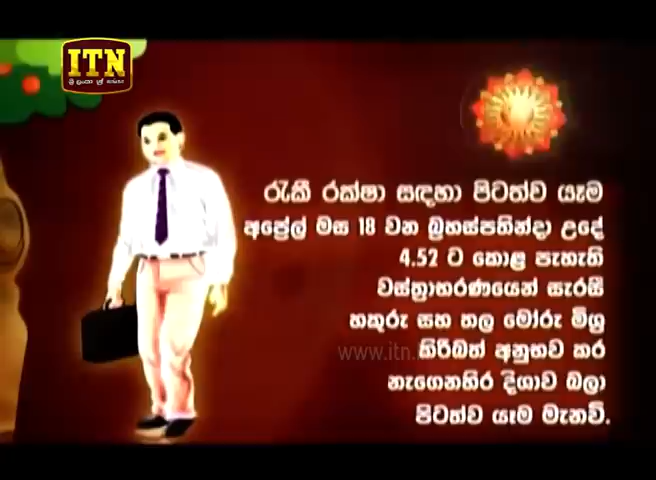 ITN
රැකී රක්ෂා සඳහා පිටත්ව යෑම
අප්‍රේල් මස 18 වන බ්‍රහස්පතින්දා උදේ
4.52 ට කොළ පැහැති
වස්ත්‍රාභරණයෙන් සැරසී
හකුරු සහ තල මෝරු මිශ්‍ර
www.itn.
කිරිබත් අනුභව කර
නැගෙනහිර දිශාව බලා
පිටත්ව යෑම මැනවි.